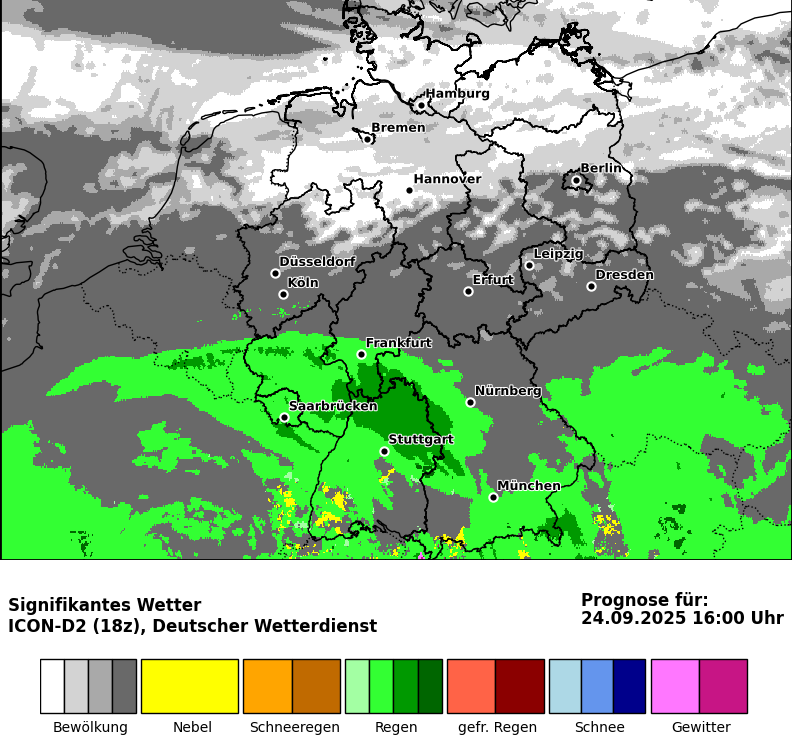 Hamburg
Bremen
Berlin
Hannover
Leipzig
Düsseldorf
Dresden
Köln
Erfurt
Frankfurt
Nürnberg
Saarbrücken
Stuttgart
München
Signifikantes Wetter
ICON-D2 (18z), Deutscher Wetterdienst
Prognose für:
24.09.2025 16:00 Uhr
Bewölkung Nebel Schneeregen Regen gefr. Regen Schnee Gewitter